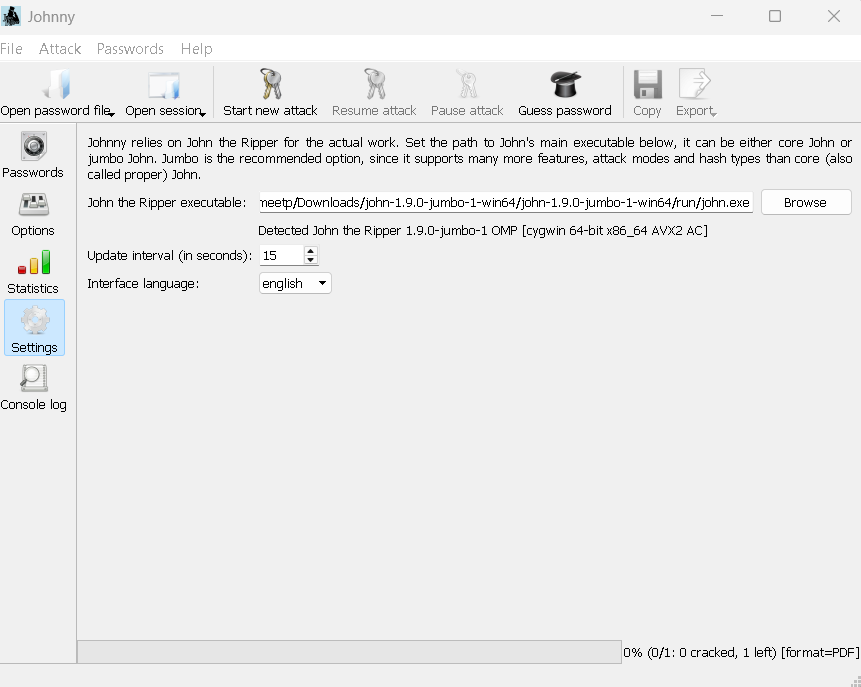 Johnny
File Attack Passwords Help
Open password file Open session Start new attack Resume attack Pause attack Guess password Copy Export
Passwords
Options
Statistics
Settings
Console log
Johnny relies on John the Ripper for the actual work. Set the path to John's main executable below, it can be either core John or
jumbo John. Jumbo is the recommended option, since it supports many more features, attack modes and hash types than core (also
called proper) John.
John the Ripper executable: meetp/Downloads/john-1.9.0-jumbo-1-win64/john-1.9.0-jumbo-1-win64/run/john.exe Browse
Detected John the Ripper 1.9.0-jumbo-1 OMP [cygwin 64-bit x86_64 AVX2 AC]
Update interval (in seconds): 15
Interface language: english
0% (0/1: 0 cracked, 1 left) [format=PDF]